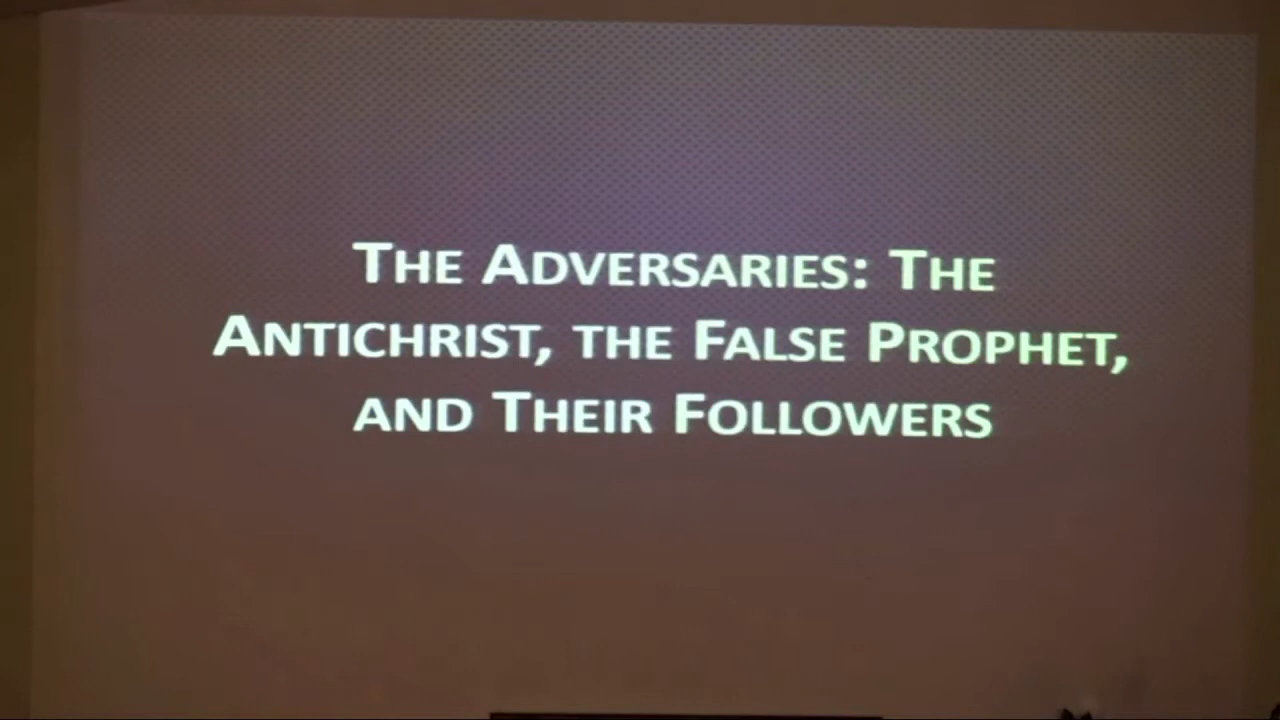 The Adversaries: The
Antichrist, the False Prophet,
and Their Followers